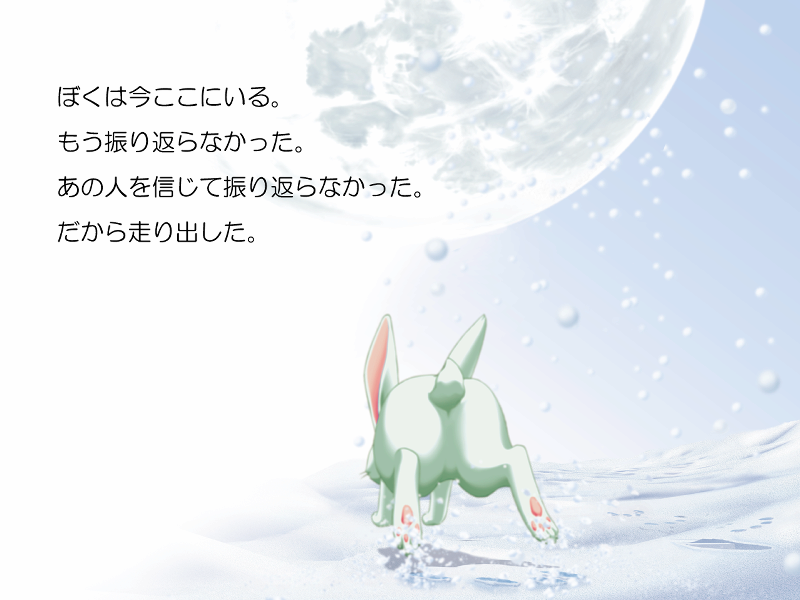 ぼくは今ここにいる。
もう振り返らなかった。
あの人を信じて振り返らなかった。
だから走り出した。